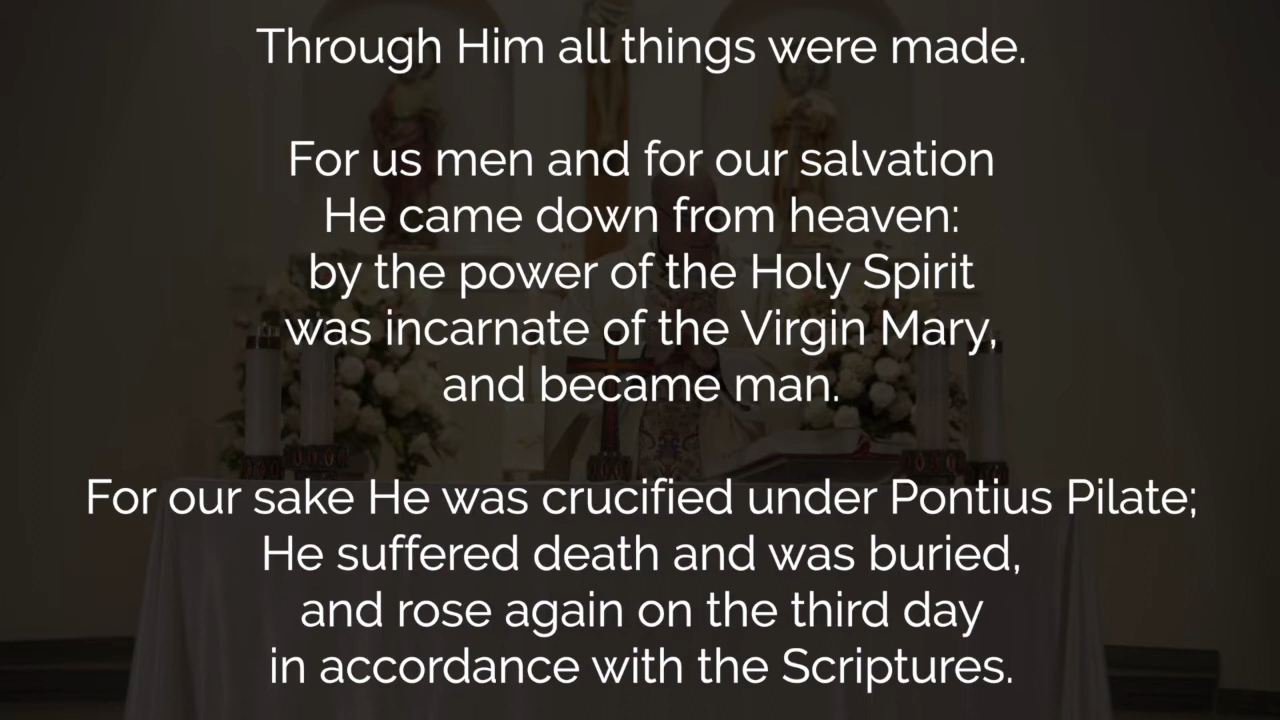 Through Him all things were made.
For us men and for our salvation
He came down from heaven:
by the power of the Holy Spirit
was incarnate of the Virgin Mary,
and became man.
For our sake He was crucified under Pontius Pilate;
He suffered death and was buried,
and rose again on the third day
in accordance with the Scriptures.